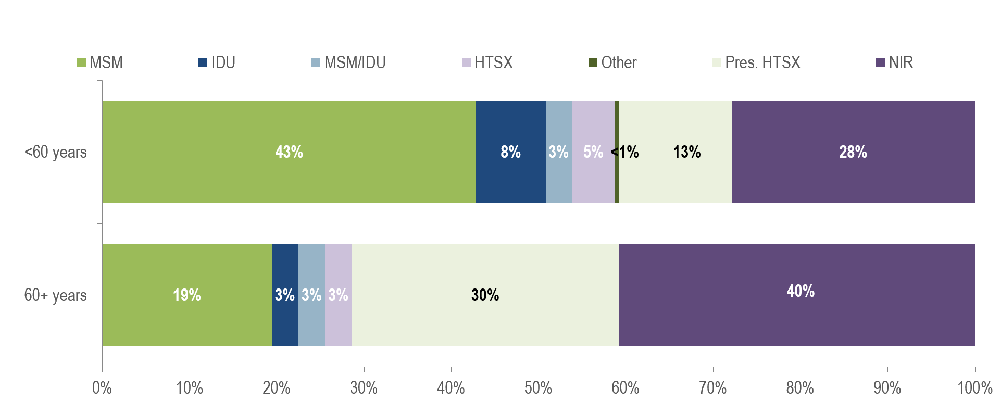 MSM IDU MSM/IDU HTSX Other Pres. HTSX NIR
<60 years 43% 8% 3% 5% <1% 13% 28%
60+ years 19% 3% 3% 3% 30% 40%
0% 10% 20% 30% 40% 50% 60% 70% 80% 90% 100%